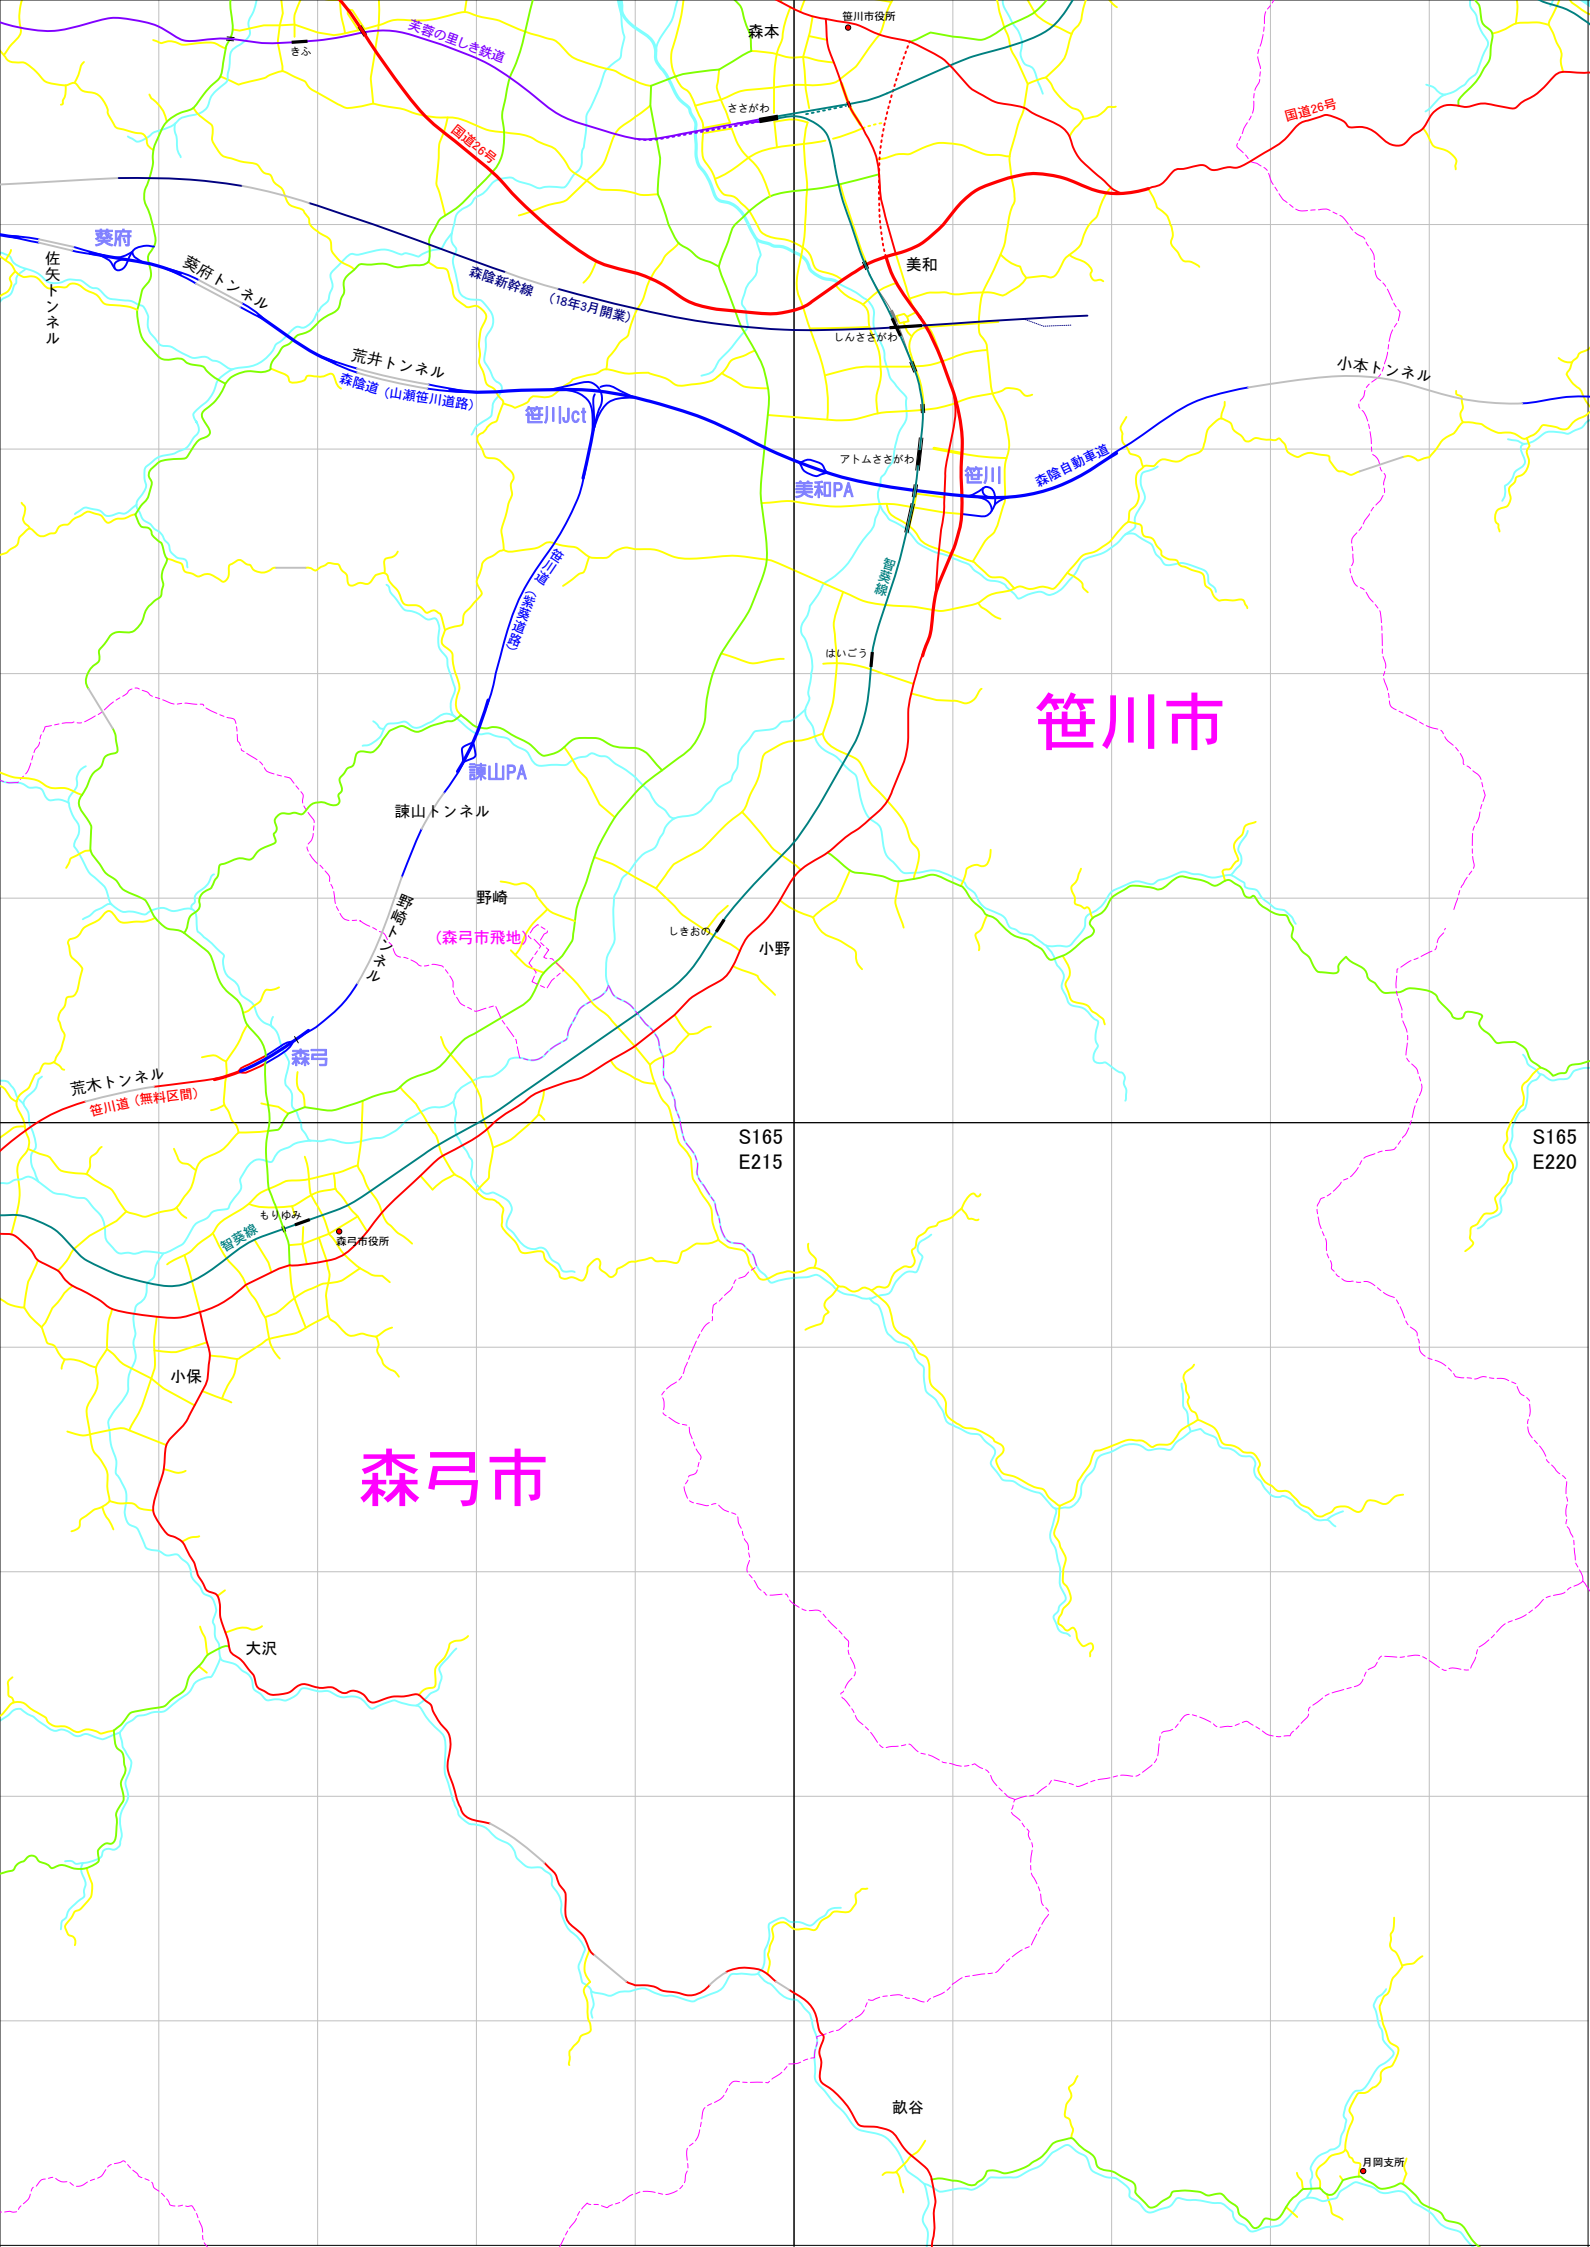 森本
笹川市役所
芙蓉の里しき鉄道
きふ
ささがわ
国道26号
国道26号
葵府
佐矢トンネル
葵府トンネル
森陰新幹線 (18年3月開業)
美和
しんささがわ
荒井トンネル
森陰道 (山瀬笹川道路)
笹川Jct
小本トンネル
アトムささがわ
美和PA
笹川
森陰自動車道
笹川道 (紫葵道路)
智葵線
はいごう
笹川市
諌山PA
諌山トンネル
野崎トンネル
野崎
(森弓市飛地)
しきおの
小野
森弓
荒木トンネル
笹川道 (無料区間)
S165
E215
S165
E220
もりゆみ
智葵線
森弓市役所
小保
森弓市
大沢
畝谷
月岡支所